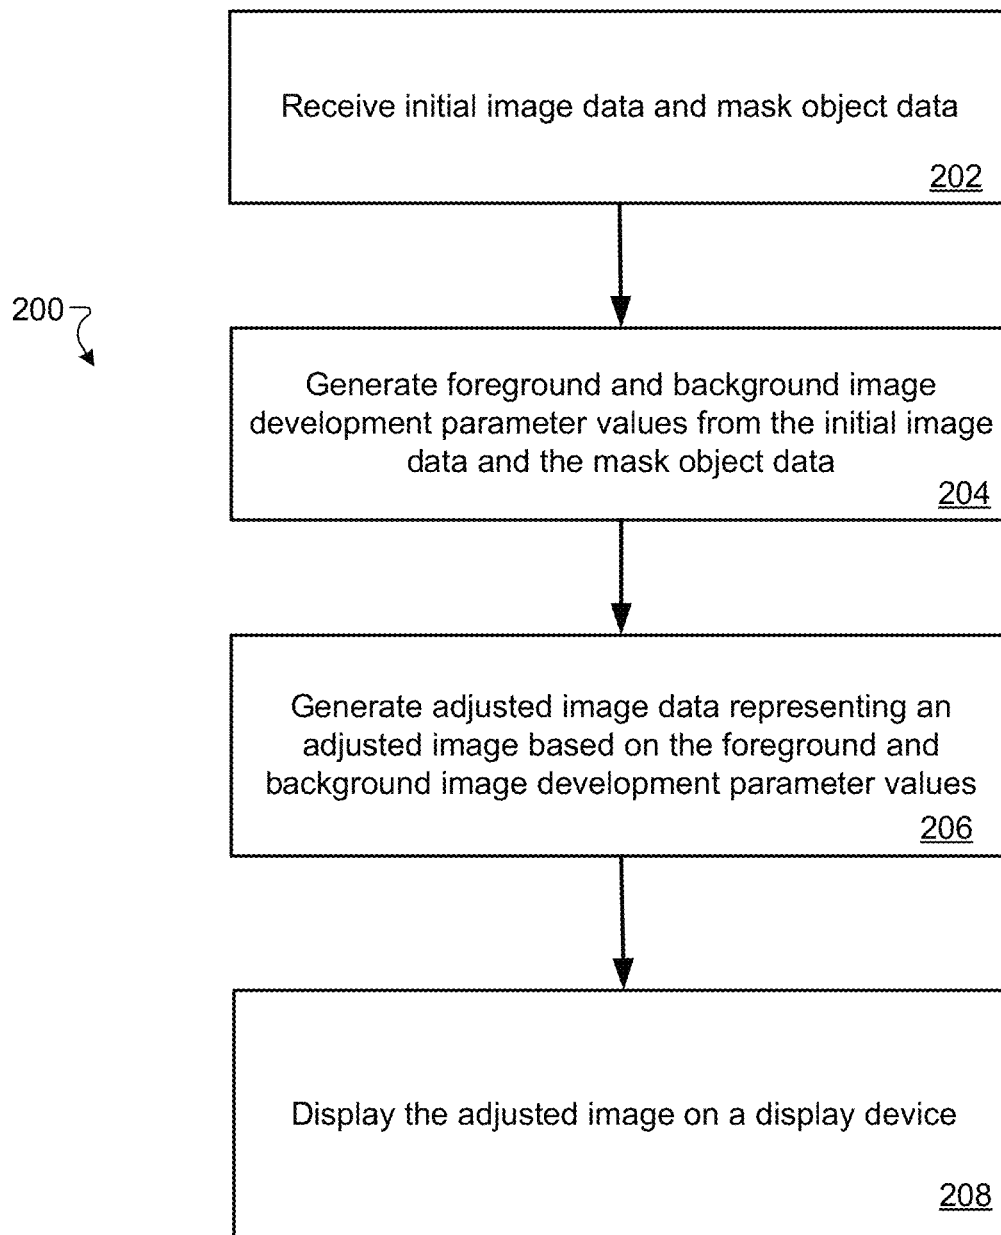 Receive initial image data and mask object data
202
200
Generate foreground and background image
development parameter values from the initial image
data and the mask object data
204
Generate adjusted image data representing an
adjusted image based on the foreground and
background image development parameter values
206
Display the adjusted image on a display device
208